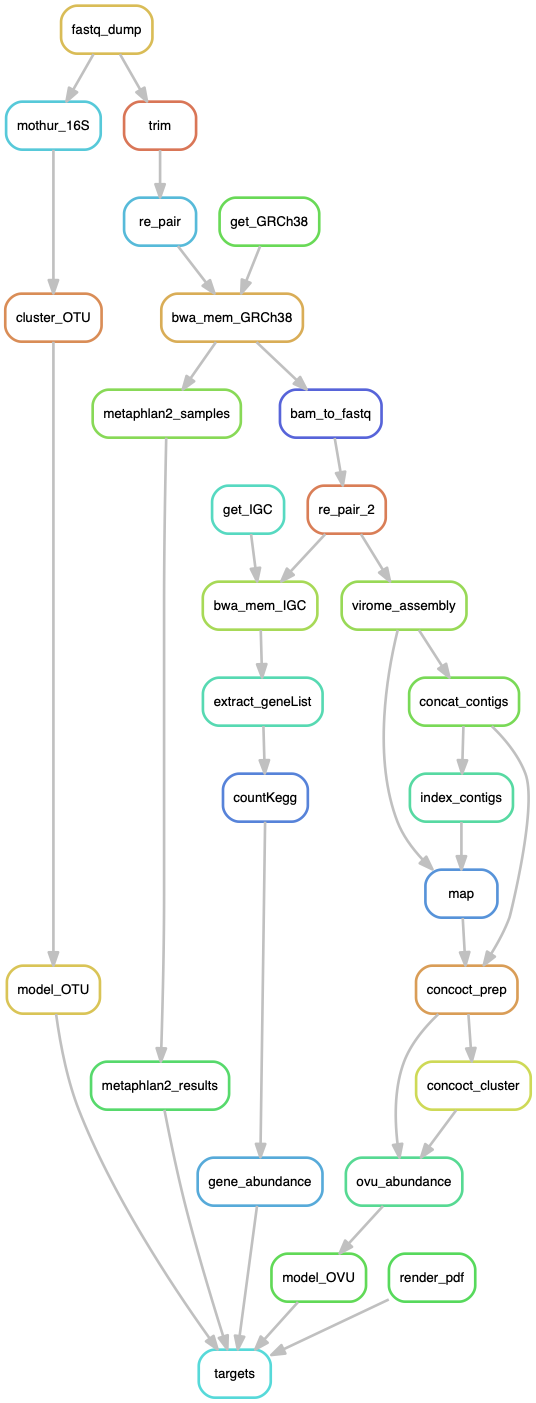 fastq_dump
mothur_16S
trim
re_pair
get_GRCh38
cluster_OTU
bwa_mem_GRCh38
metaphlan2_samples
bam_to_fastq
get_IGC
re_pair_2
bwa_mem_IGC
virome_assembly
extract_geneList
concat_contigs
countKegg
index_contigs
map
model_OTU
concoct_prep
metaphlan2_results
concoct_cluster
gene_abundance
ovu_abundance
model_OVU
render_pdf
targets